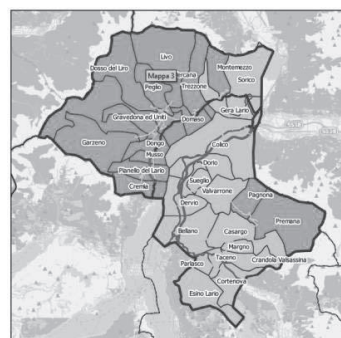 Livo
Montemezzo
Dosso del Liro
Mappa 3
ercana
Sorico
Peglio
Trezzone
Gera Lario
Gravedona ed Uniti
Domaso
Garzeno
Dongo
Colico
Musso
Dorio
Pianello del Lario
Sueglio
Cremia
Valvarrone
Pagnona
Dervio
Premana
Bellano
Casargo
Margno
Taceno
Crandola Valsassina
Parlasco
Cortenova
Esino Lario